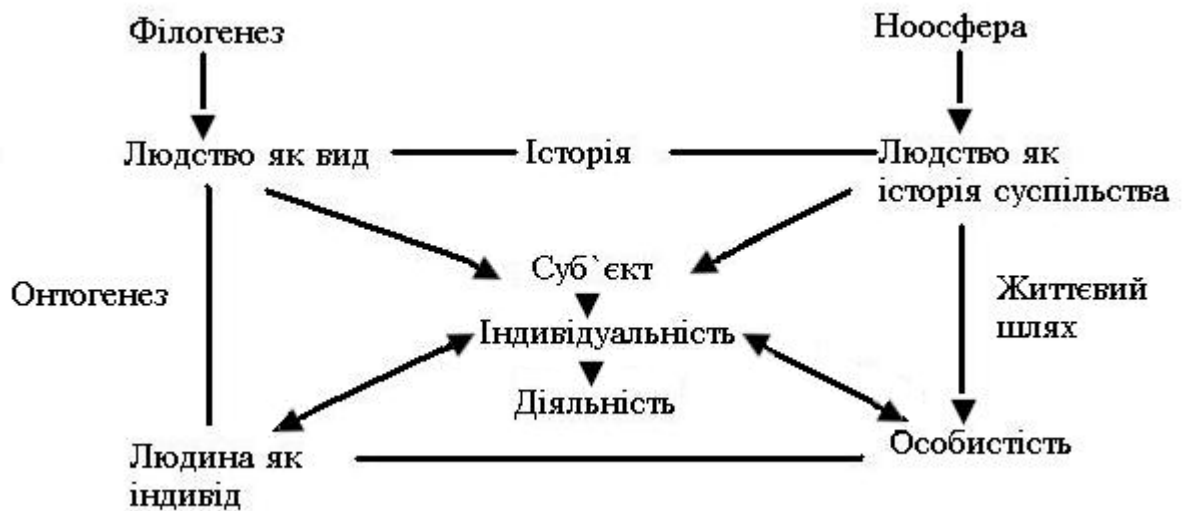 Філогенез
Ноосфера
Людство як вид
Історія
Людство як
історія суспільства
Суб`єкт
Онтогенез
Життєвий
шлях
Індивідуальність
Діяльність
Людина як
індивід
Особистість